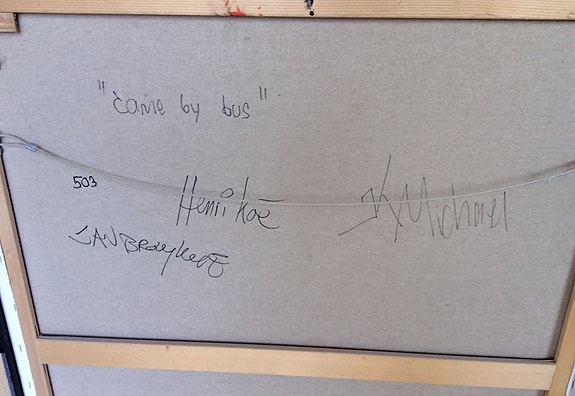 "came by bus"
503
Henri Koe
K Michael